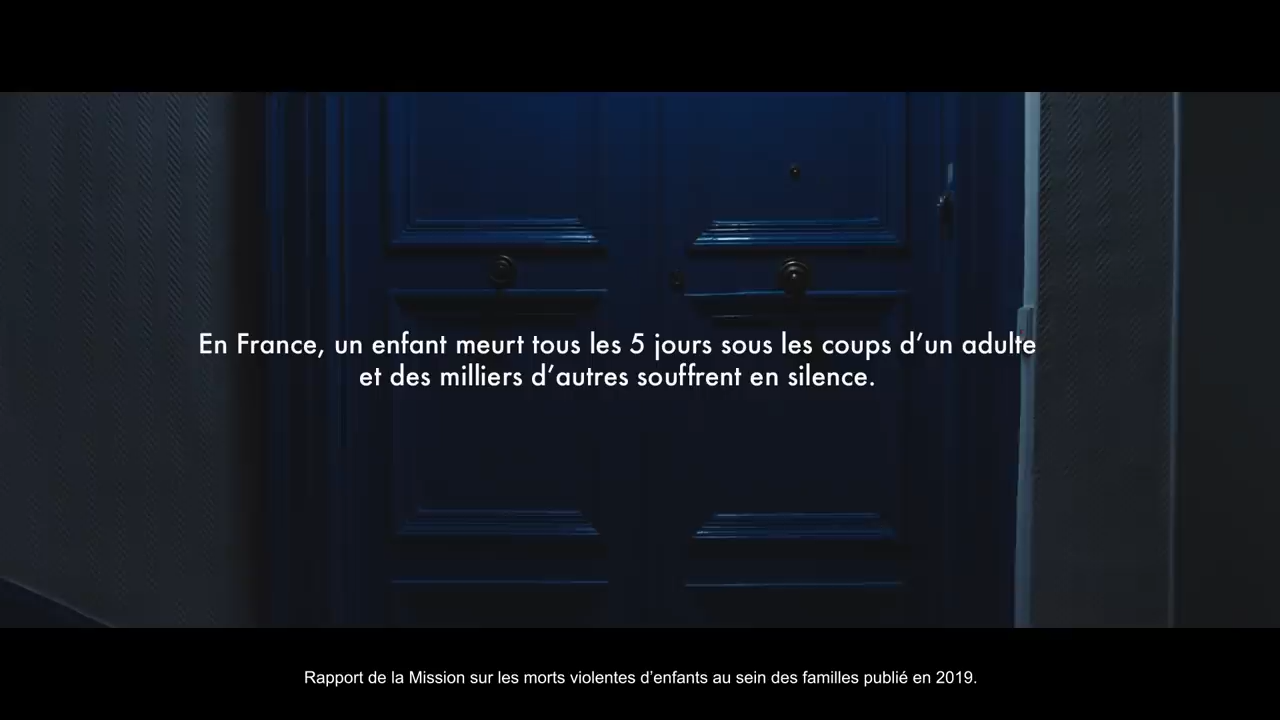 En France, un enfant meurt tous les 5 jours sous les coups d’un adulte
et des milliers d’autres souffrent en silence.
Rapport de la Mission sur les morts violentes d’enfants au sein des familles publié en 2019.